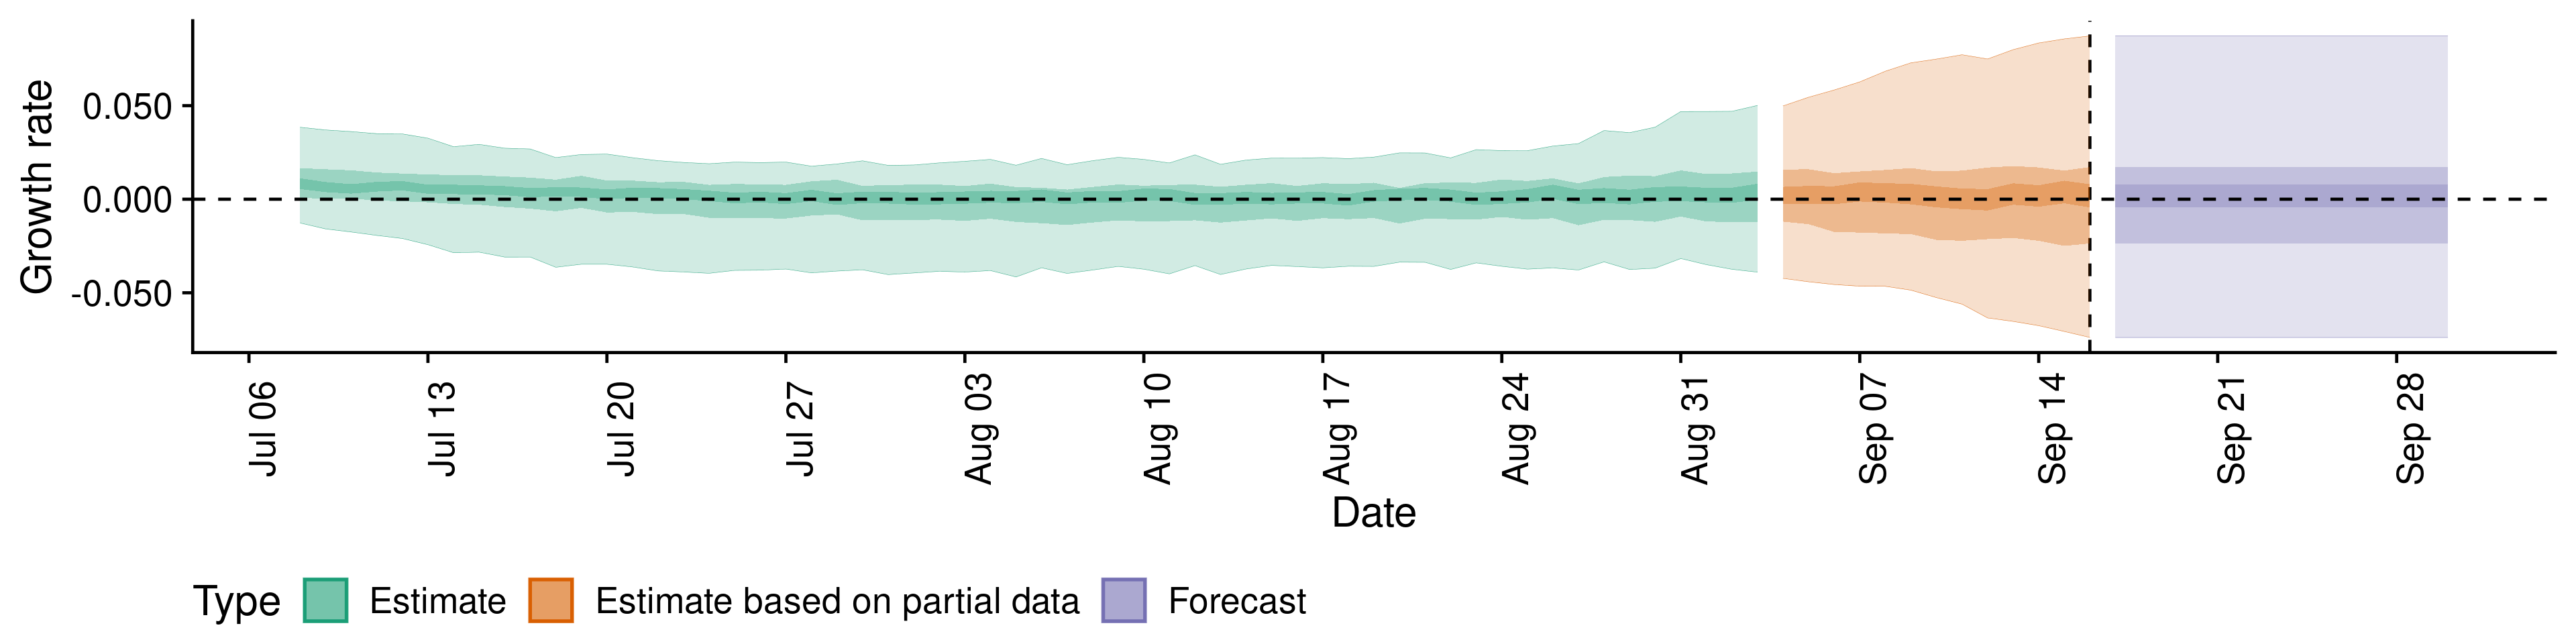 Growth rate
0.050
0.000
-0.050
Jul 06
Jul 13
Jul 20
Jul 27
Aug 03
Aug 10
Aug 17
Aug 24
Aug 31
Sep 07
Sep 14
Sep 21
Sep 28
Date
Type Estimate Estimate based on partial data Forecast